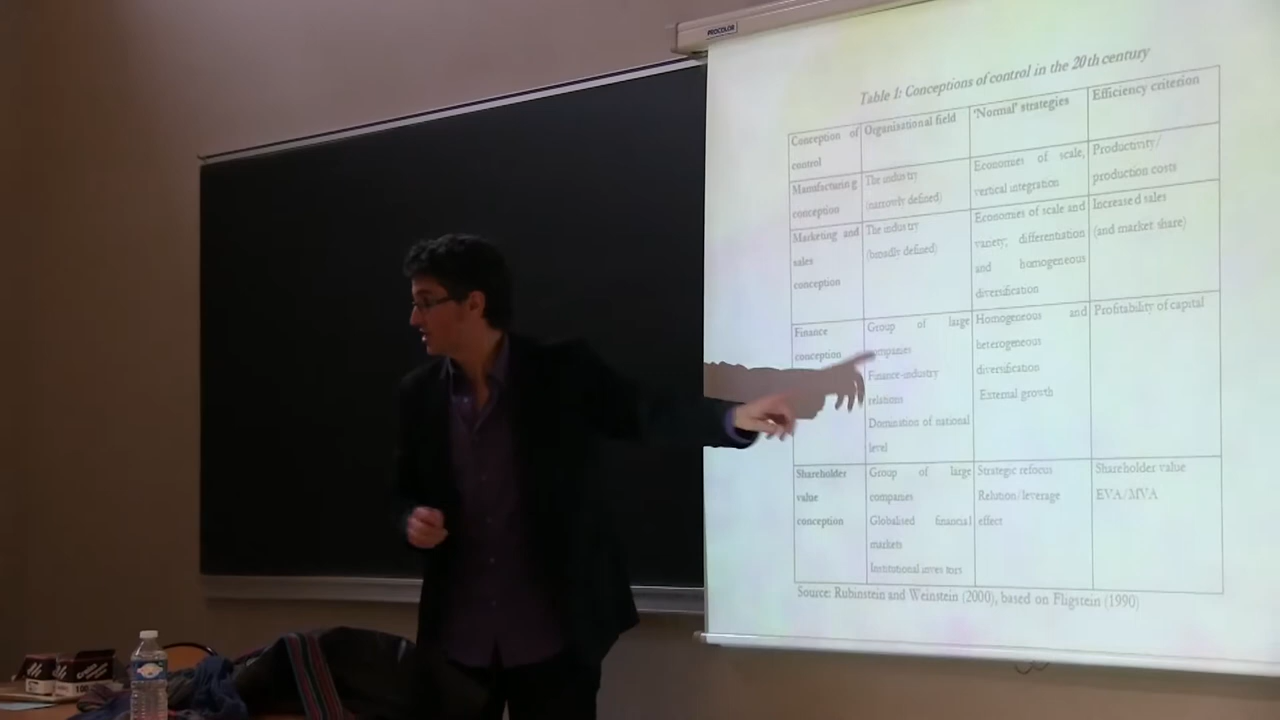 PROCOLOR
Table 1: Conceptions of control in the 20th century
Conception of
control
Organisational field
'Normal' strategies
Efficiency criterion
Manufacturing
conception
The industry
(narrowly defined)
Economies of scale,
vertical integration
Productivity/
production costs
Marketing and
sales
conception
The industry
(broadly defined)
Economies of scale and
variety; differentiation
and homogeneous
diversification
Increased sales
(and market share)
Finance
conception
Group of large
companies
Finance-industry
relations
Domination of national
level
Homogeneous and
heterogeneous
diversification
External growth
Profitability of capital
Shareholder
value
conception
Group of large
companies
Globalised financial
markets
Institutional investors
Strategic refocus
Relution/leverage
effect
Shareholder value
EVA/MVA
Source: Rubinstein and Weinstein (2000), based on Fligstein (1990)
100